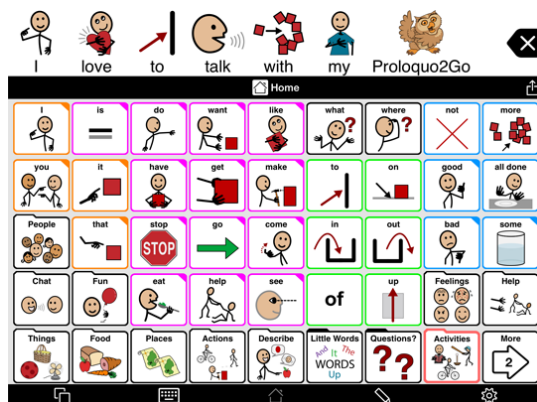 I love to talk with my Proloquo2Go
Home
I is do want like what where not more
you it have get make to on good all done
People that stop go come in out bad some
STOP
Chat Fun eat help see of up Feelings Help
Things Food Places Actions Describe Little Words Questions? Activities More
And It The
WORDS
Up
??
2